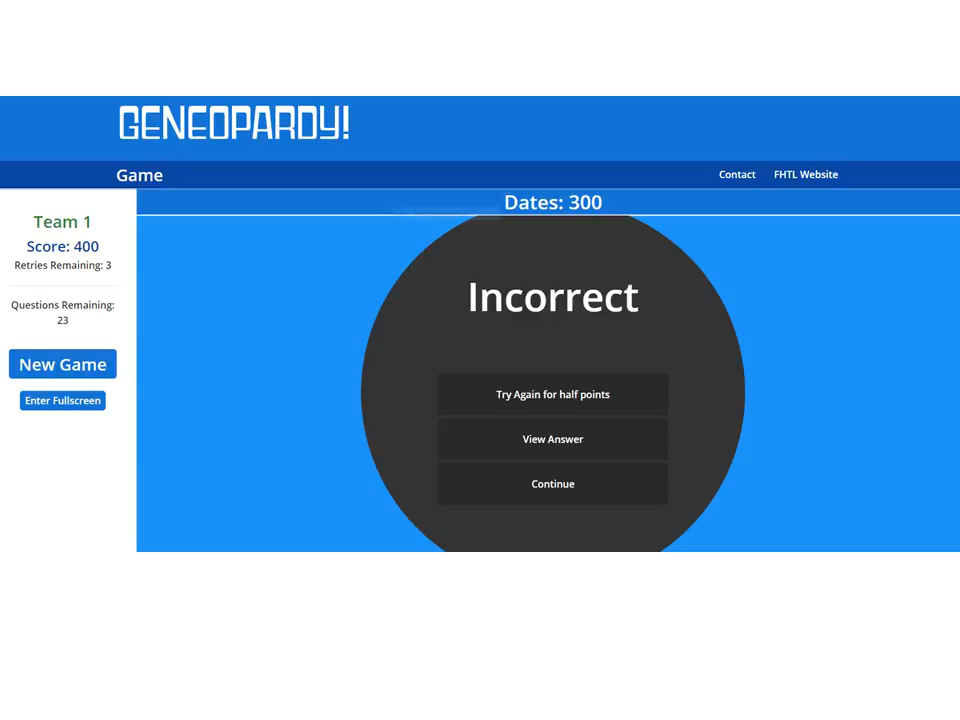 GENEOPARDY!
Game
Contact
FHTL Website
Team 1
Score: 400
Retries Remaining: 3
Questions Remaining:
23
New Game
Enter Fullscreen
Dates: 300
Incorrect
Try Again for half points
View Answer
Continue